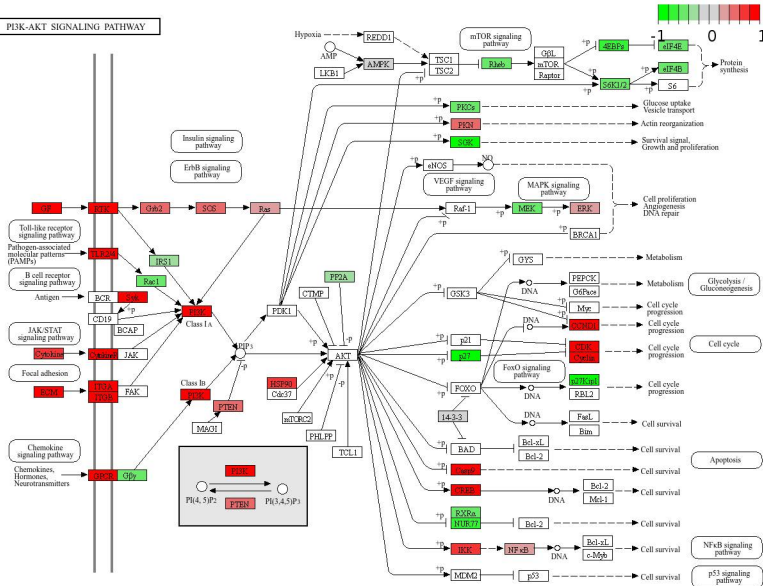 PI3K-AKT SIGNALING PATHWAY
-1 0 1
Hypoxia
REDD1
AMP
LKB1
AMPK
TSC1
TSC2
+p
Rheb
mTOR signaling
pathway
GβL
mTOR
Raptor
+p
4EBPs
eIF4E
+p
S6K1/2
eIF4B
S6
Protein
synthesis
+p
PKCs
Glucose uptake
Vesicle transport
+p
PKN
Actin reorganization
+p
SGK
Survival signal,
Growth and proliferation
Insulin signaling
pathway
ErbB signaling
pathway
+p
eNOS
NO
VEGF signaling
pathway
MAPK signaling
pathway
GF
RTK
Grb2
SOS
Ras
+p
Raf-1
MEK
ERK
Cell proliferation
Angiogenesis
DNA repair
+p
BRCA1
Toll-like receptor
signaling pathway
Pathogen-associated
molecular patterns
(PAMPs)
TLR2/4
IRS1
Rac1
B cell receptor
signaling pathway
Antigen
BCR
Syk
+p
CD19
BCAP
PI3K
Class IA
JAK/STAT
signaling pathway
Cytokine
CytokineR
JAK
Focal adhesion
ECM
ITGA
ITGB
FAK
Chemokine
signaling pathway
Chemokines,
Hormones,
Neurotransmitters
GPCR
Gβγ
PIP3
-p
Class IB
PI3K
PTEN
MAGI
PDK1
CTMP
PP2A
+p
-p
AKT
HSP90
Cdc37
mTORC2
PHLPP
TCL1
+p
-p
PI3K
PI(4, 5)P2
PI(3,4,5)P3
PTEN
+p
GSK3
GYS
Metabolism
PEPCK
G6Pase
DNA
Metabolism
Glycolysis /
Gluconeogenesis
+p
Myc
Cell cycle
progression
+p
CCND1
DNA
Cell cycle
progression
+p
p21
p27
CDK
Cyclin
Cell cycle
progression
Cell cycle
FoxO signaling
pathway
+p
FOXO
p27Kip1
RBL2
DNA
Cell cycle
progression
14-3-3
FasL
Bim
DNA
Cell survival
+p
BAD
Bcl-xL
Bcl-2
Cell survival
Apoptosis
+p
Casp9
Cell survival
+p
CREB
DNA
Bcl-2
Mcl-1
Cell survival
+p
RXRα
NUR77
Bcl-2
Cell survival
+p
IKK
NFκB
DNA
Bcl-xL
c-Myb
Cell survival
NFκB signaling
pathway
+p
MDM2
p53
Cell survival
p53 signaling
pathway